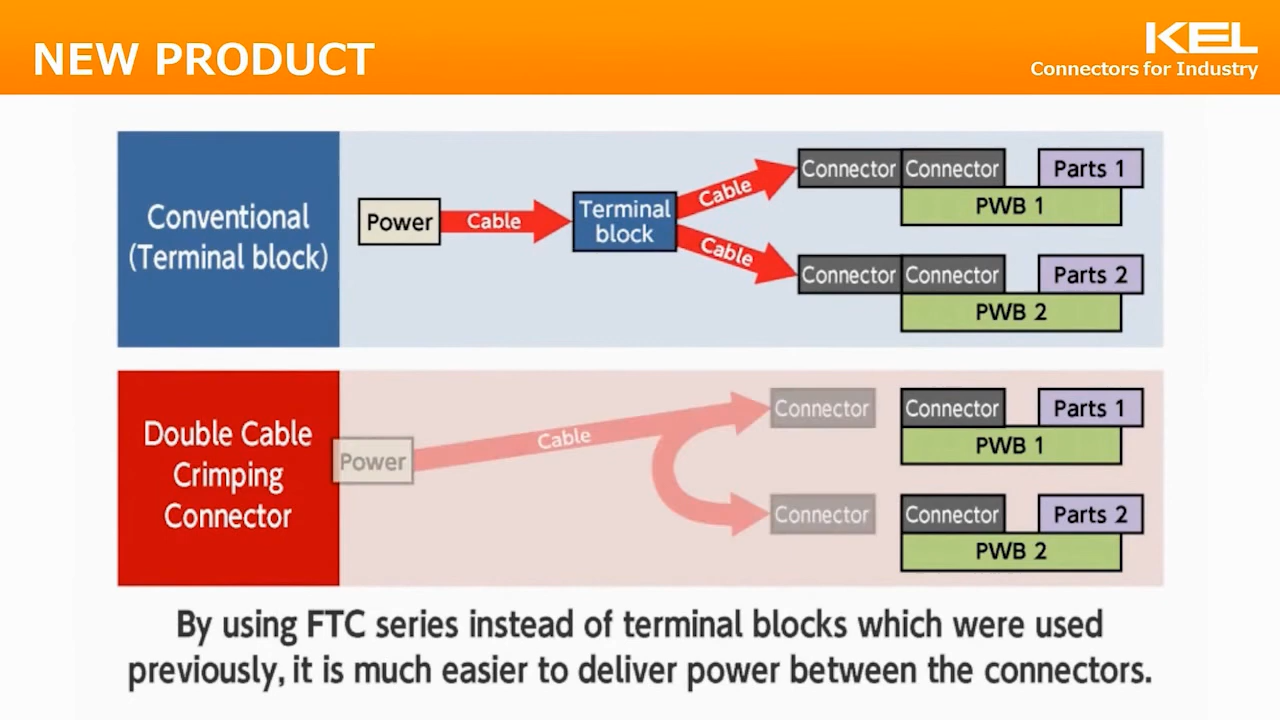 NEW PRODUCT
KEL
Connectors for Industry
Conventional
(Terminal block)
Power
Cable
Terminal
block
Cable
Cable
Connector
Connector
Parts 1
PWB 1
Connector
Connector
Parts 2
PWB 2
Double Cable
Crimping
Connector
Power
Cable
Connector
Connector
Parts 1
PWB 1
Connector
Connector
Parts 2
PWB 2
By using FTC series instead of terminal blocks which were used
previously, it is much easier to deliver power between the connectors.